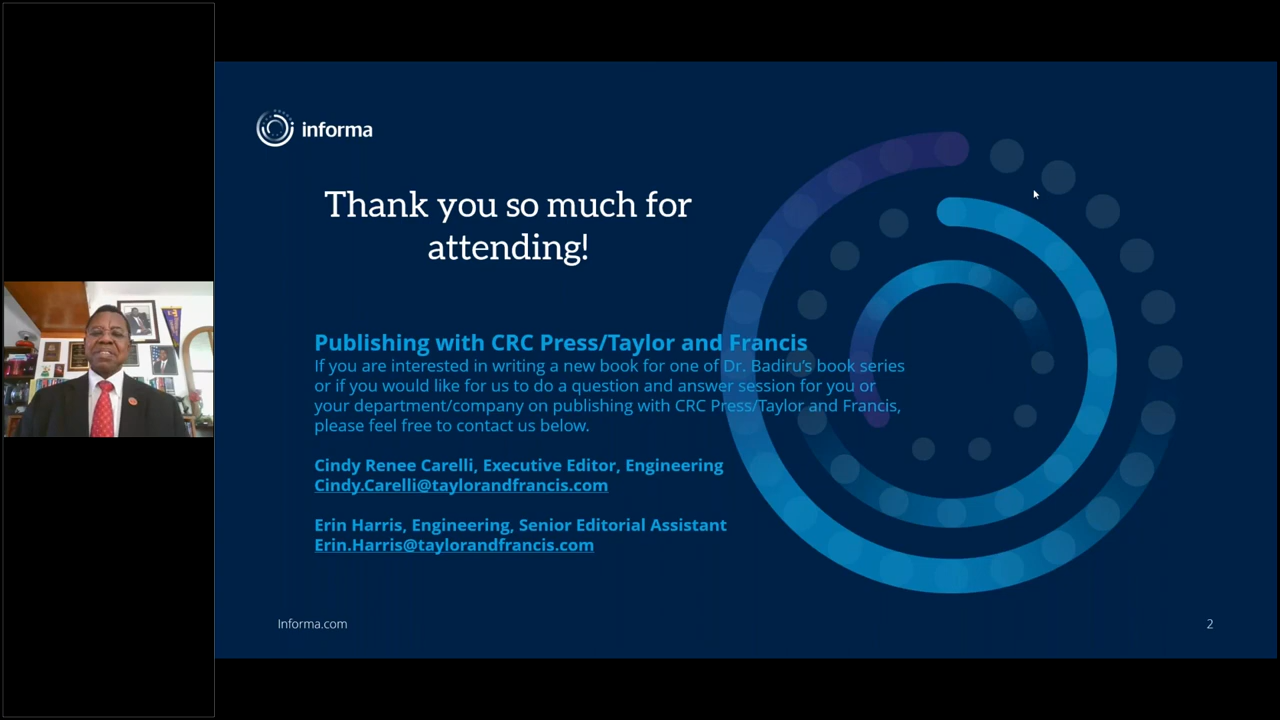 informa
Thank you so much for
attending!
Publishing with CRC Press/Taylor and Francis
If you are interested in writing a new book for one of Dr. Badiru's book series
or if you would like for us to do a question and answer session for you or
your department/company on publishing with CRC Press/Taylor and Francis,
please feel free to contact us below.
Cindy Renee Carelli, Executive Editor, Engineering
Cindy.Carelli@taylorandfrancis.com
Erin Harris, Engineering, Senior Editorial Assistant
Erin.Harris@taylorandfrancis.com
Informa.com
2